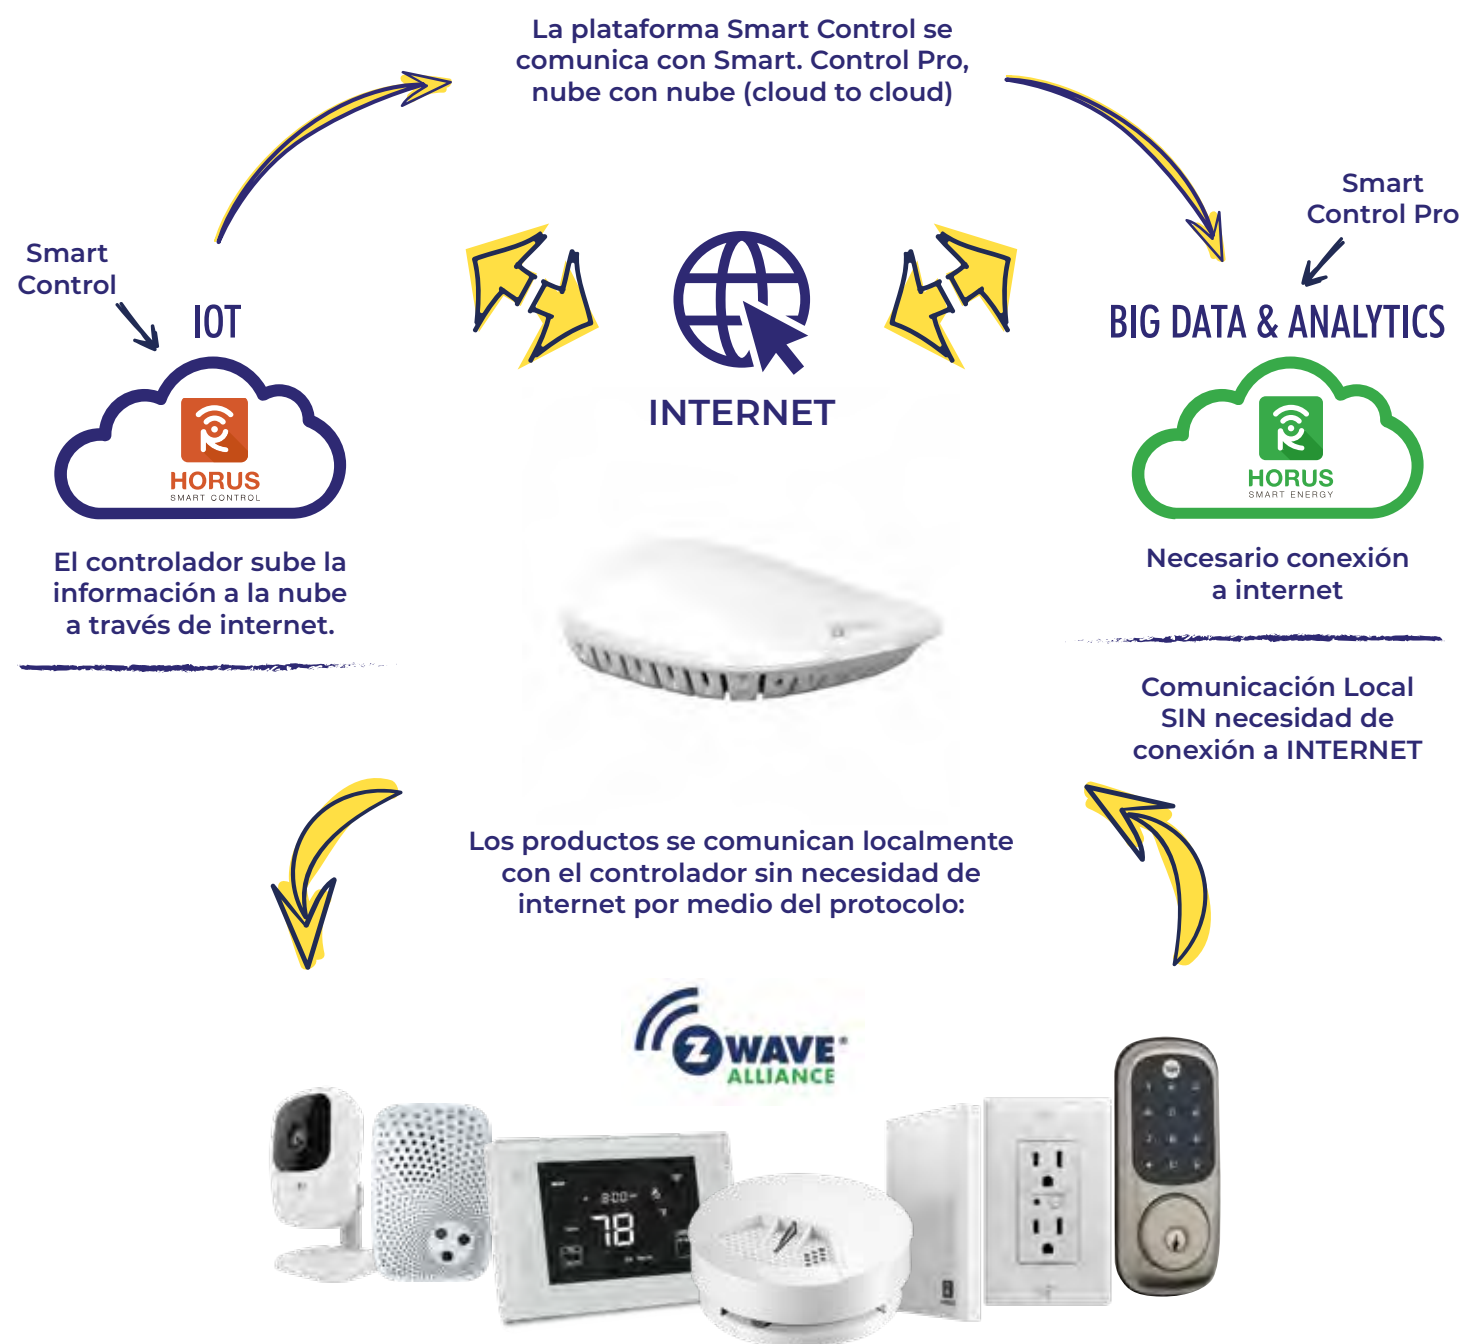 La plataforma Smart Control se
comunica con Smart. Control Pro,
nube con nube (cloud to cloud)
Smart
Control Pro
Smart
Control
IOT
BIG DATA & ANALYTICS
INTERNET
HORUS
SMART CONTROL
HORUS
SMART ENERGY
El controlador sube la
información a la nube
a través de internet.
Necesario conexión
a internet
Comunicación Local
SIN necesidad de
conexión a INTERNET
Los productos se comunican localmente
con el controlador sin necesidad de
internet por medio del protocolo:
Z WAVE®
ALLIANCE
8:00
78